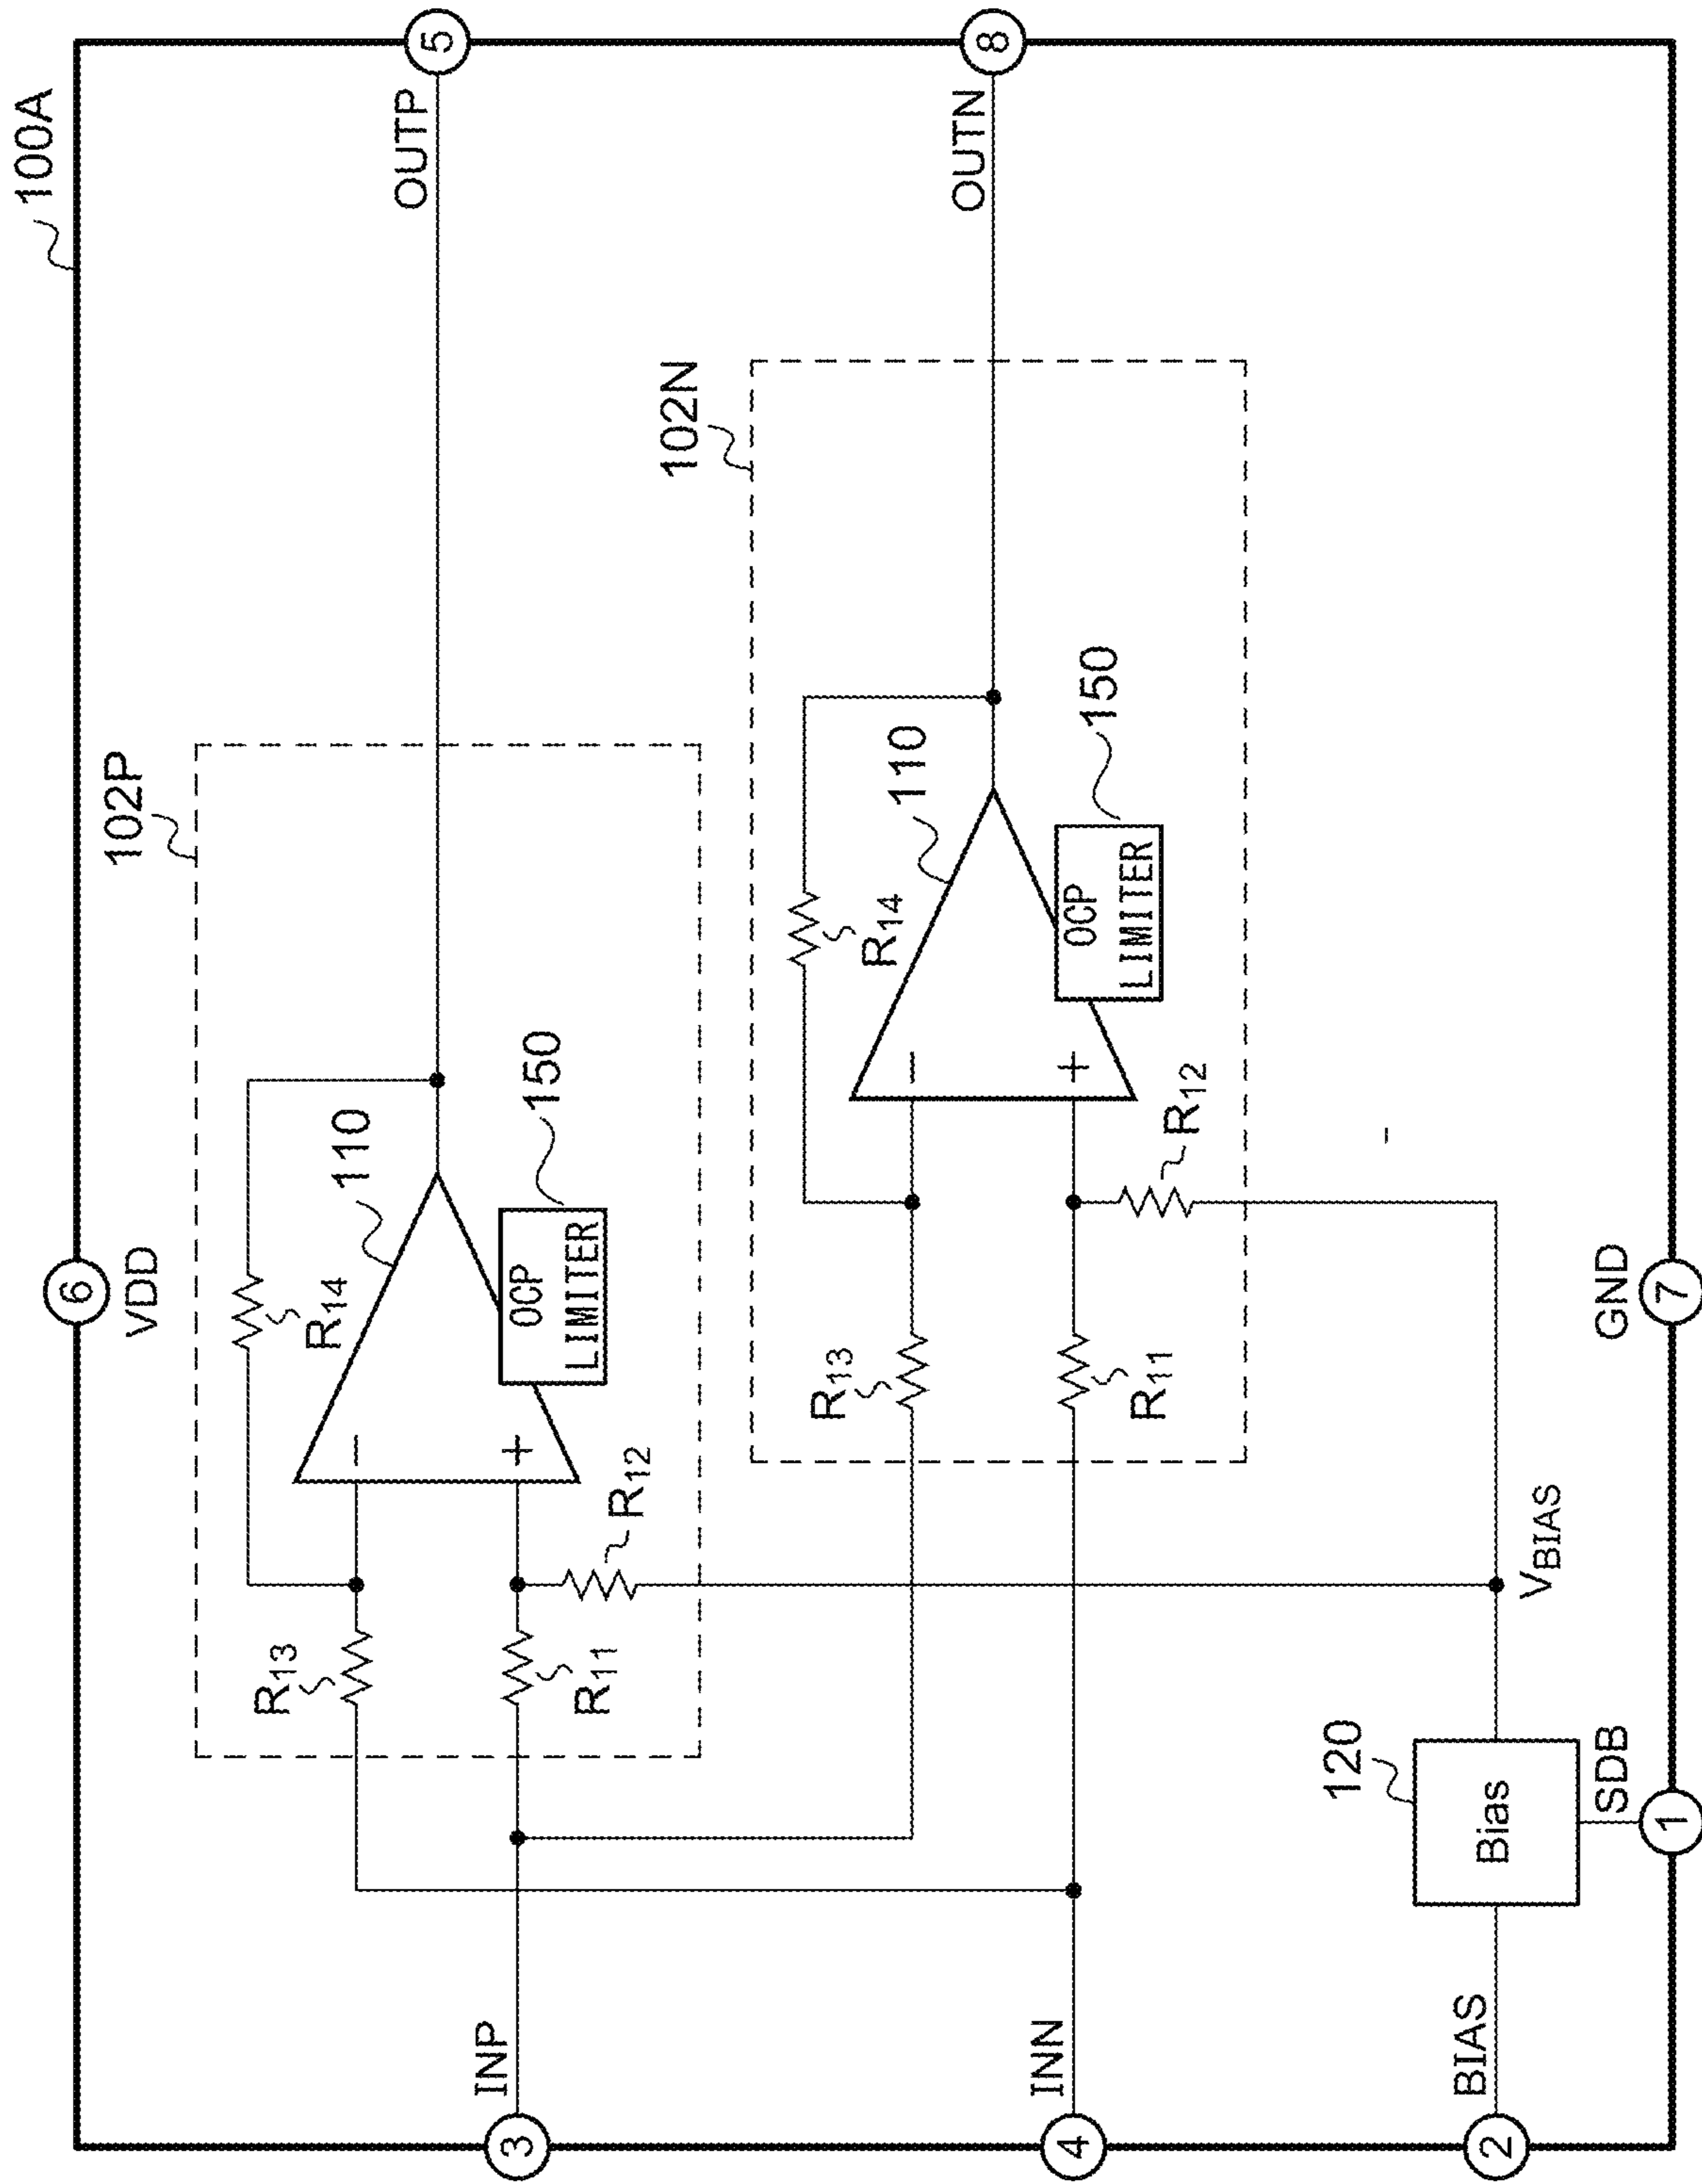 100A
6
VDD
102P
R14
110
OCP
LIMITER
150
R13
R11
R12
OUTP
5
3
INP
102N
R14
110
OCP
LIMITER
150
R13
R11
R12
OUTN
8
4
INN
2
BIAS
120
Bias
SDB
1
VBIAS
GND
7